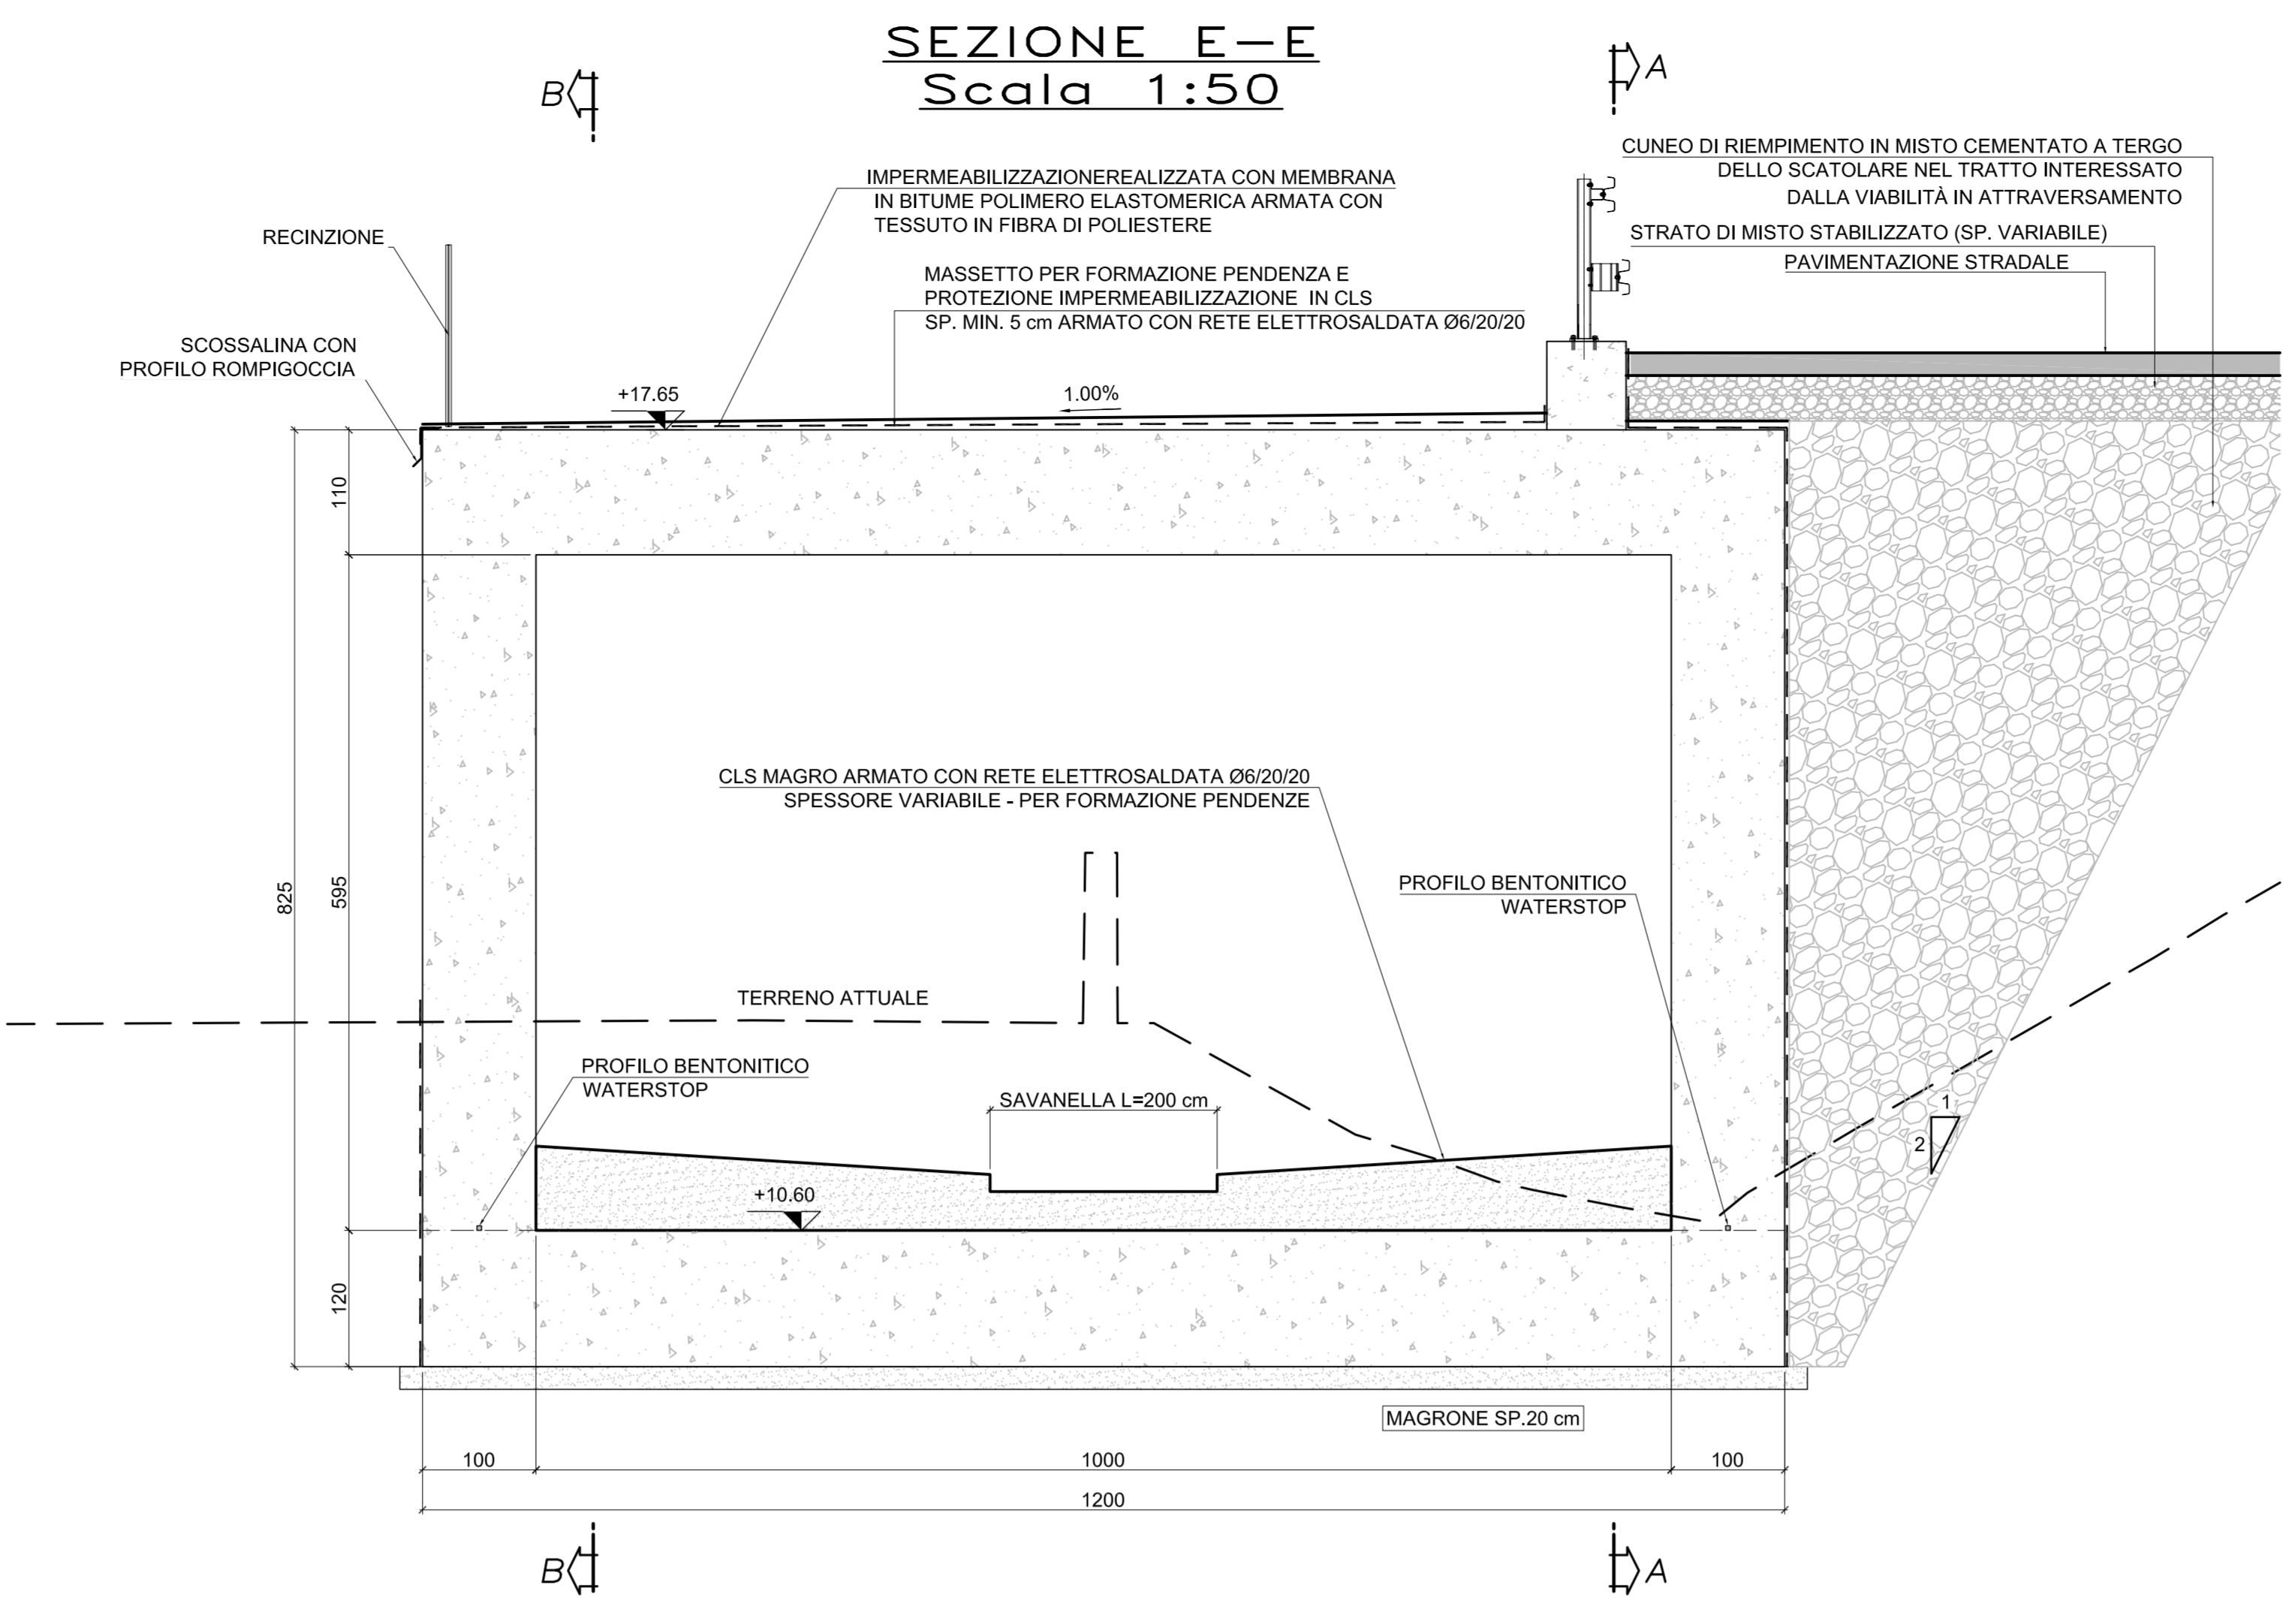 SEZIONE E-E
Scala 1:50
B
A
CUNEO DI RIEMPIMENTO IN MISTO CEMENTATO A TERGO
DELLO SCATOLARE NEL TRATTO INTERESSATO
DALLA VIABILITÀ IN ATTRAVERSAMENTO
IMPERMEABILIZZAZIONEREALIZZATA CON MEMBRANA
IN BITUME POLIMERO ELASTOMERICA ARMATA CON
TESSUTO IN FIBRA DI POLIESTERE
STRATO DI MISTO STABILIZZATO (SP. VARIABILE)
PAVIMENTAZIONE STRADALE
RECINZIONE
MASSETTO PER FORMAZIONE PENDENZA E
PROTEZIONE IMPERMEABILIZZAZIONE IN CLS
SP. MIN. 5 cm ARMATO CON RETE ELETTROSALDATA Ø6/20/20
SCOSSALINA CON
PROFILO ROMPIGOCCIA
+17.65
1.00%
110
CLS MAGRO ARMATO CON RETE ELETTROSALDATA Ø6/20/20
SPESSORE VARIABILE - PER FORMAZIONE PENDENZE
825
595
PROFILO BENTONITICO
WATERSTOP
TERRENO ATTUALE
PROFILO BENTONITICO
WATERSTOP
SAVANELLA L=200 cm
1
2
+10.60
120
MAGRONE SP.20 cm
100
1000
100
1200
B
A